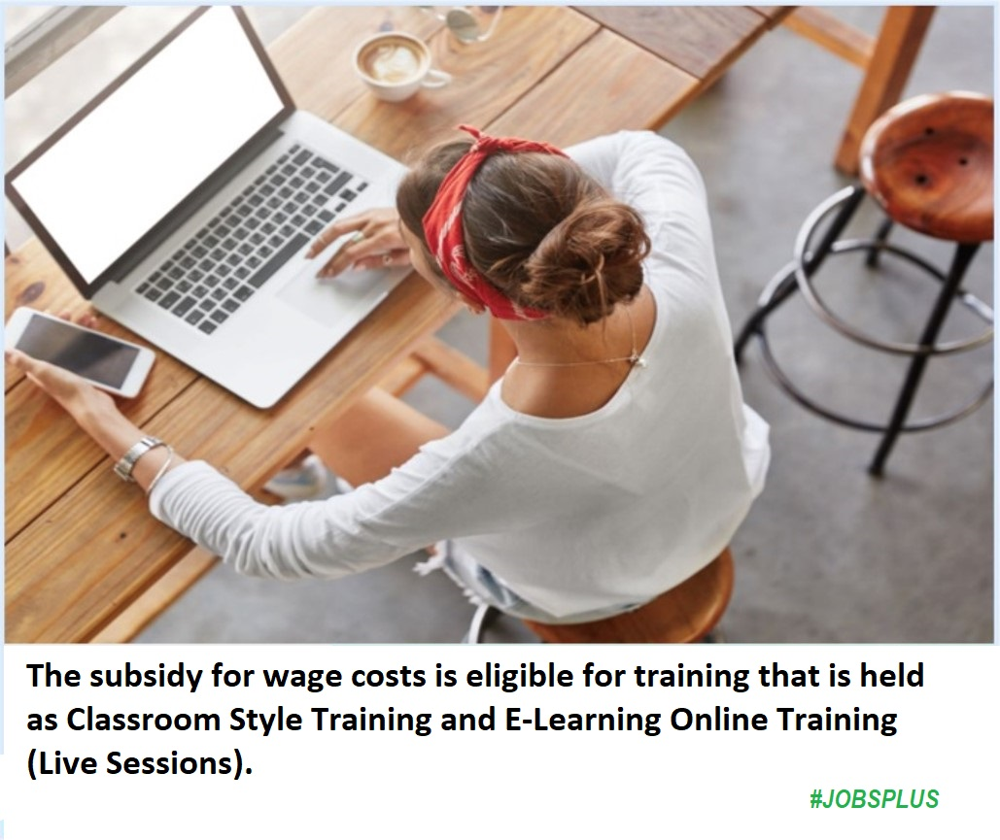 The subsidy for wage costs is eligible for training that is held
as Classroom Style Training and E-Learning Online Training
(Live Sessions).
#JOBSPLUS